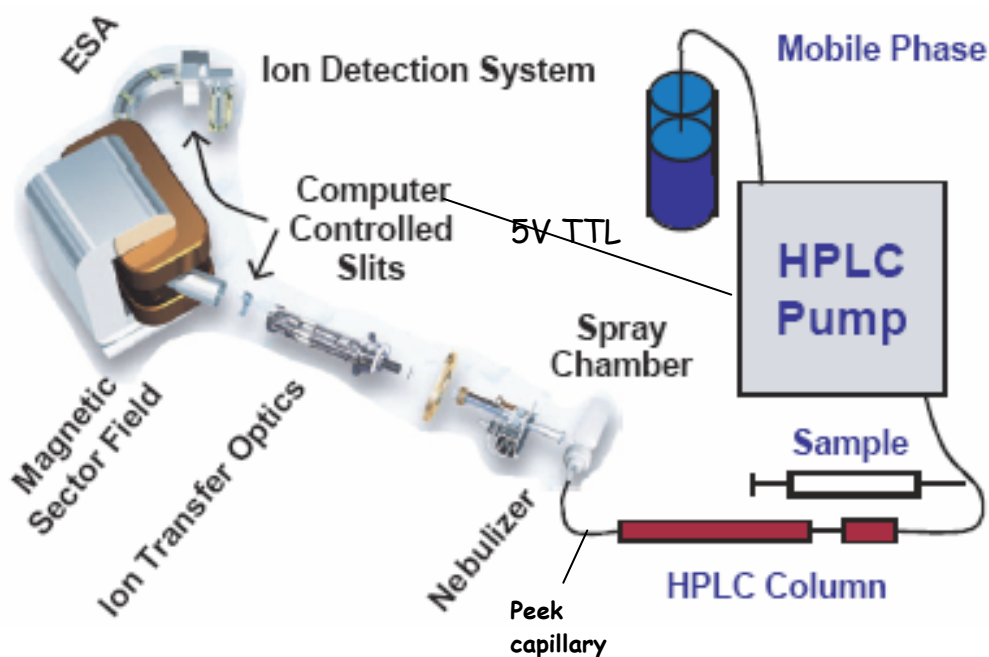 ESA
Ion Detection System
Mobile Phase
Computer
Controlled
Slits
5V TTL
HPLC
Pump
Spray
Chamber
Magnetic
Sector Field
Ion Transfer Optics
Nebulizer
Sample
HPLC Column
Peek
capillary